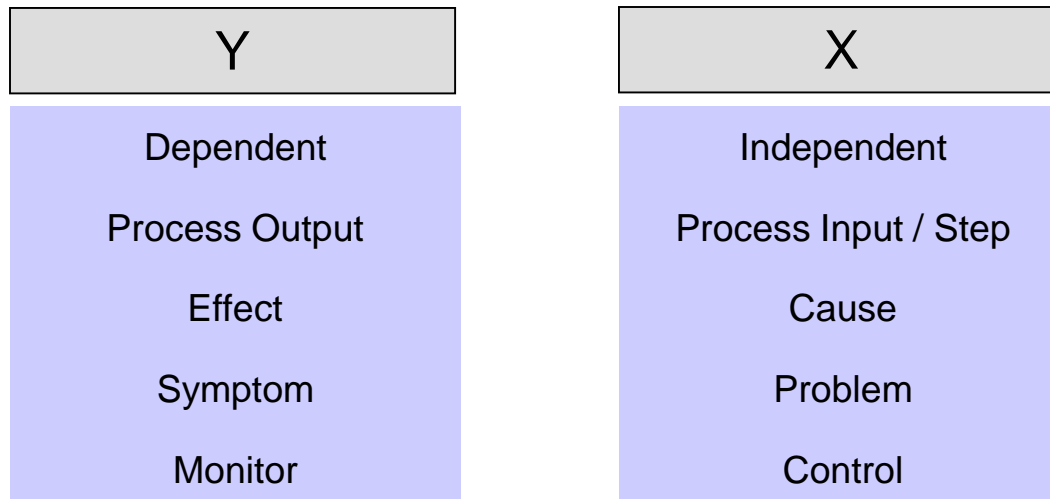 Y
Dependent
Process Output
Effect
Symptom
Monitor
X
Independent
Process Input / Step
Cause
Problem
Control